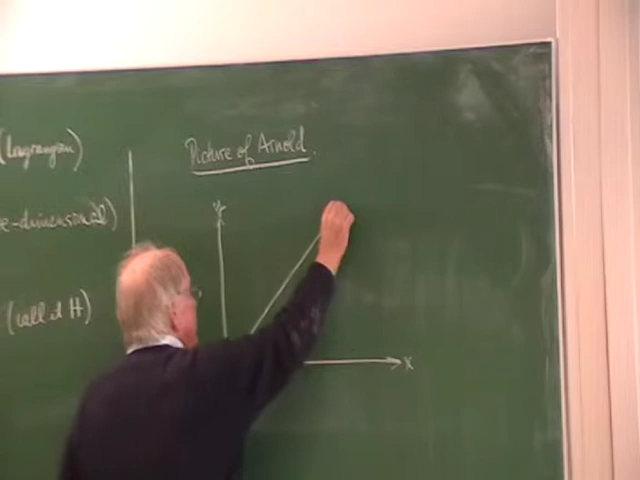 (Lagrangian)
Picture of Arnold.
e-dimensional)
Y
(call it H)
X